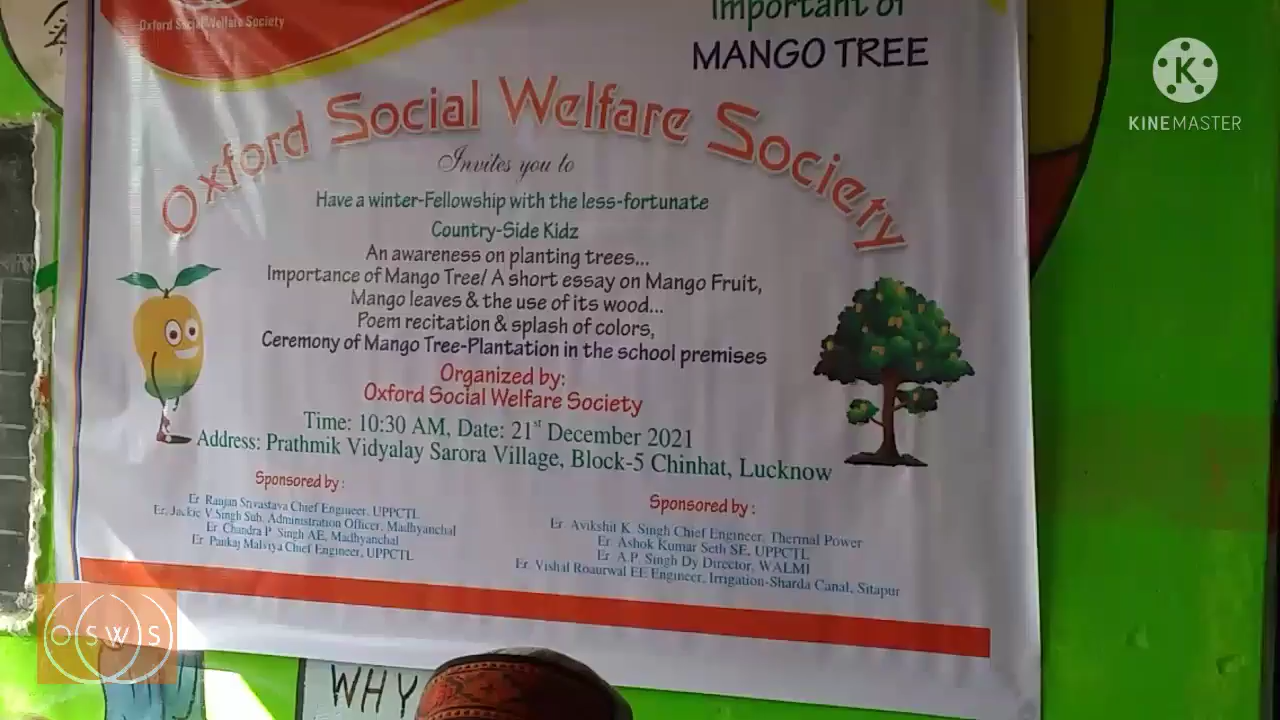 Oxford Social Welfare Society
Important of
MANGO TREE
KINEMASTER
Oxford Social Welfare Society
Invites you to
Have a winter-Fellowship with the less-fortunate
Country-Side Kidz
An awareness on planting trees...
Importance of Mango Tree/ A short essay on Mango Fruit,
Mango leaves & the use of its wood...
Poem recitation & splash of colors,
Ceremony of Mango Tree-Plantation in the school premises
Organized by:
Oxford Social Welfare Society
Time: 10:30 AM, Date: 21st December 2021
Address: Prathmik Vidyalay Sarora Village, Block-5 Chinhat, Lucknow
Sponsored by :
Er. Ranjan Srivastava Chief Engineer, UPPCTL
Er. Jackie V.Singh Sub. Administration Officer, Madhyanchal
Er. Chandra P. Singh AE, Madhyanchal
Er. Pankaj Malviya Chief Engineer, UPPCTL
Sponsored by :
Er. Avikshit K. Singh Chief Engineer, Thermal Power
Er. Ashok Kumar Seth SE, UPPCTL
Er. A.P. Singh Dy Director, WALMI
Er. Vishal Roaurwal EE Engineer, Irrigation-Sharda Canal, Sitapur
OSWS
WHY